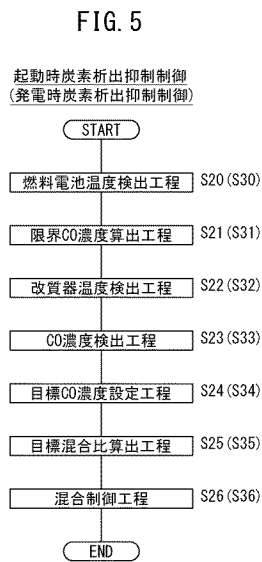 FIG. 5
起動時炭素析出抑制制御
(発電時炭素析出抑制制御)
START
燃料電池温度検出工程 S20(S30)
限界CO濃度算出工程 S21(S31)
改質器温度検出工程 S22(S32)
CO濃度検出工程 S23(S33)
目標CO濃度設定工程 S24(S34)
目標混合比算出工程 S25(S35)
混合制御工程 S26(S36)
END